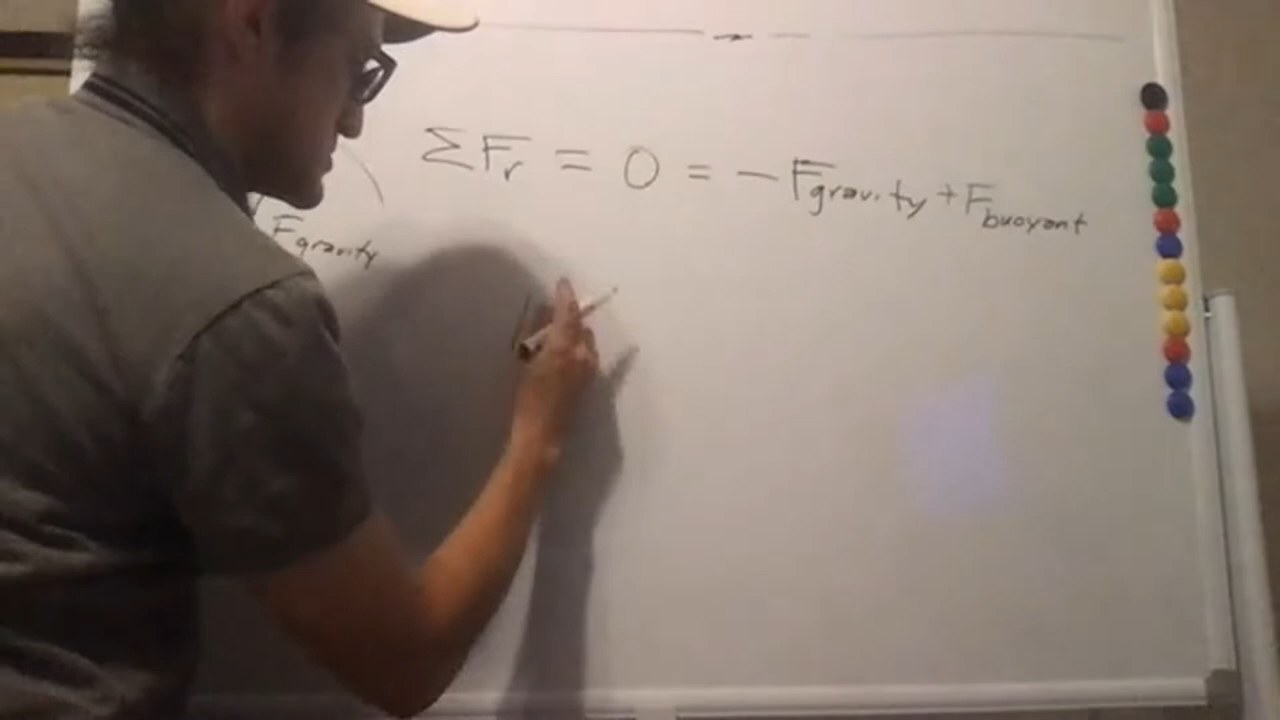 ΣF_r = 0 = -F_gravity + F_buoyant
F_gravity